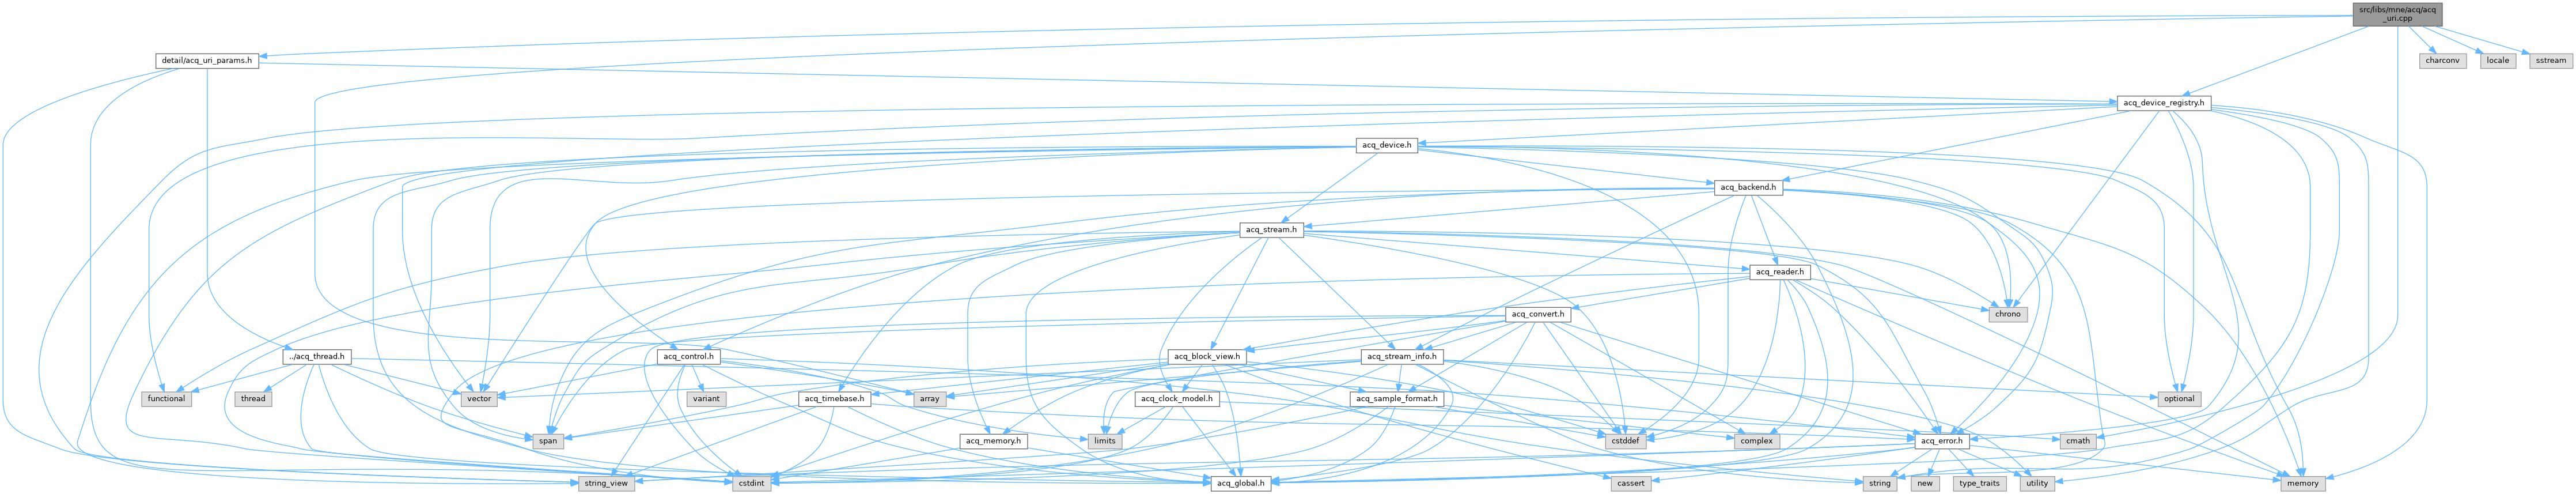 src/libs/mne/acq/acq
_uri.cpp
detail/acq_uri_params.h
charconv
locale
sstream
acq_device_registry.h
acq_device.h
acq_backend.h
acq_stream.h
acq_reader.h
chrono
acq_convert.h
../acq_thread.h
acq_control.h
acq_block_view.h
acq_stream_info.h
functional
thread
vector
variant
acq_timebase.h
array
acq_clock_model.h
acq_sample_format.h
optional
span
acq_memory.h
limits
cstddef
complex
acq_error.h
cmath
string_view
cstdint
acq_global.h
cassert
string
new
type_traits
utility
memory